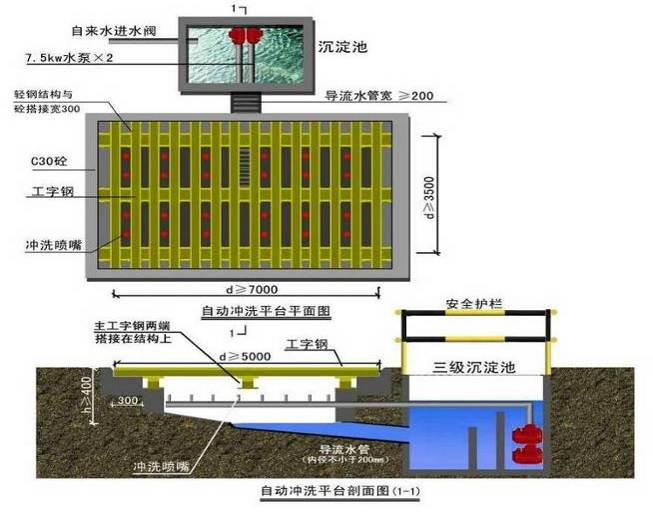 1
自来水进水阀
沉淀池
7.5kw水泵×2
轻钢结构与
砼搭接宽300
导流水管宽 ≥200
C30砼
工字钢
冲洗喷嘴
d≥3500
d≥7000
自动冲洗平台平面图
1
安全护栏
主工字钢两端
搭接在结构上
工字钢
d≥5000
三级沉淀池
h≥400
300
导流水管
(内径不小于200mm)
冲洗喷嘴
自动冲洗平台剖面图(1-1)